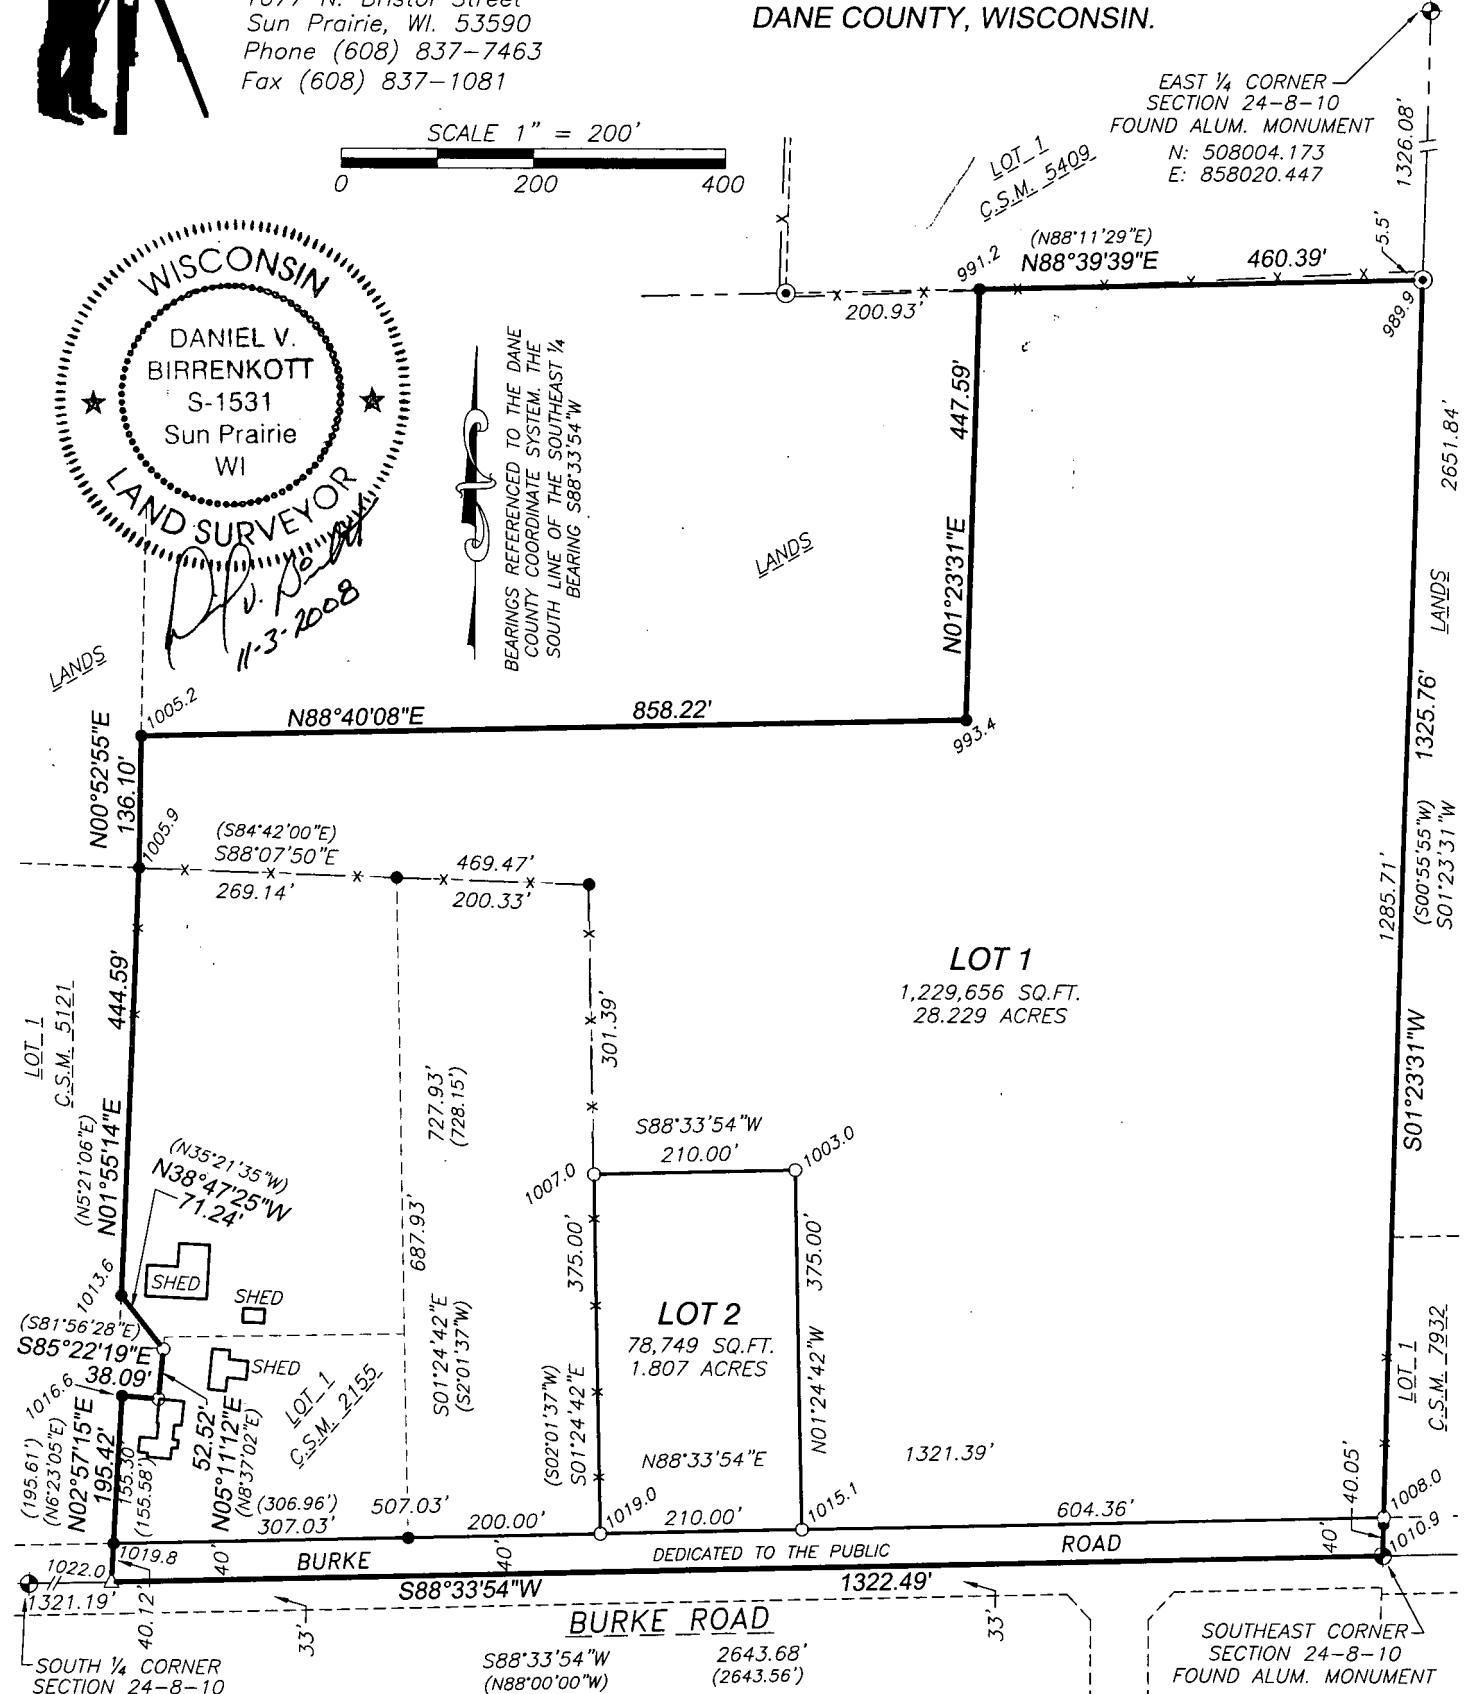 Sun Prairie, WI. 53590
Phone (608) 837-7463
Fax (608) 837-1081
DANE COUNTY, WISCONSIN.
SCALE 1" = 200'
0 200 400
EAST ¼ CORNER
SECTION 24-8-10
FOUND ALUM. MONUMENT
N: 508004.173
E: 858020.447
1326.08'
LOT 1
C.S.M. 5409
(N88°11'29"E)
N88°39'39"E
460.39'
5.5'
991.2
989.9
200.93'
WISCONSIN
DANIEL V.
BIRRENKOTT
S-1531
Sun Prairie
WI
LAND SURVEYOR
11-3-2008
BEARINGS REFERENCED TO THE DANE
COUNTY COORDINATE SYSTEM. THE
SOUTH LINE OF THE SOUTHEAST ¼
BEARING S88°33'54"W
447.59'
N01°23'31"E
LANDS
2651.84'
LANDS
1325.76'
(S00°55'55"W)
S01°23'31"W
1285.71'
S01°23'31"W
LANDS
1005.2
N88°40'08"E
858.22'
993.4
N00°52'55"E
136.10'
1005.9
(S84°42'00"E)
S88°07'50"E
469.47'
269.14'
200.33'
LOT 1
1,229,656 SQ.FT.
28.229 ACRES
444.59'
LOT 1
C.S.M. 5121
(N5°21'06"E)
N01°55'14"E
301.39'
727.93'
(728.15')
687.93'
S01°24'42"E
(S2°01'37"W)
(N35°21'35"W)
N38°47'25"W
71.24'
S88°33'54"W
210.00'
1007.0
1003.0
375.00'
375.00'
LOT 2
78,749 SQ.FT.
1.807 ACRES
(S02°01'37"W)
S01°24'42"E
N01°24'42"W
N88°33'54"E
1321.39'
1013.6
SHED
SHED
SHED
(S81°56'28"E)
S85°22'19"E
38.09'
1016.6
(195.61')
(N6°23'05"E)
N02°57'15"E
195.42'
155.30'
(155.58')
52.52'
N05°11'12"E
(N8°37'02"E)
LOT 1
C.S.M. 2155
LOT 1
C.S.M. 7932
(306.96')
307.03'
507.03'
200.00'
1019.0
210.00'
1015.1
604.36'
40.05'
1008.0
1010.9
1022.0
1019.8
40'
BURKE
40'
DEDICATED TO THE PUBLIC
ROAD
40'
1321.19'
40.12'
S88°33'54"W
1322.49'
33'
BURKE ROAD
33'
S88°33'54"W 2643.68'
(N88°00'00"W) (2643.56')
SOUTH ¼ CORNER
SECTION 24-8-10
SOUTHEAST CORNER
SECTION 24-8-10
FOUND ALUM. MONUMENT